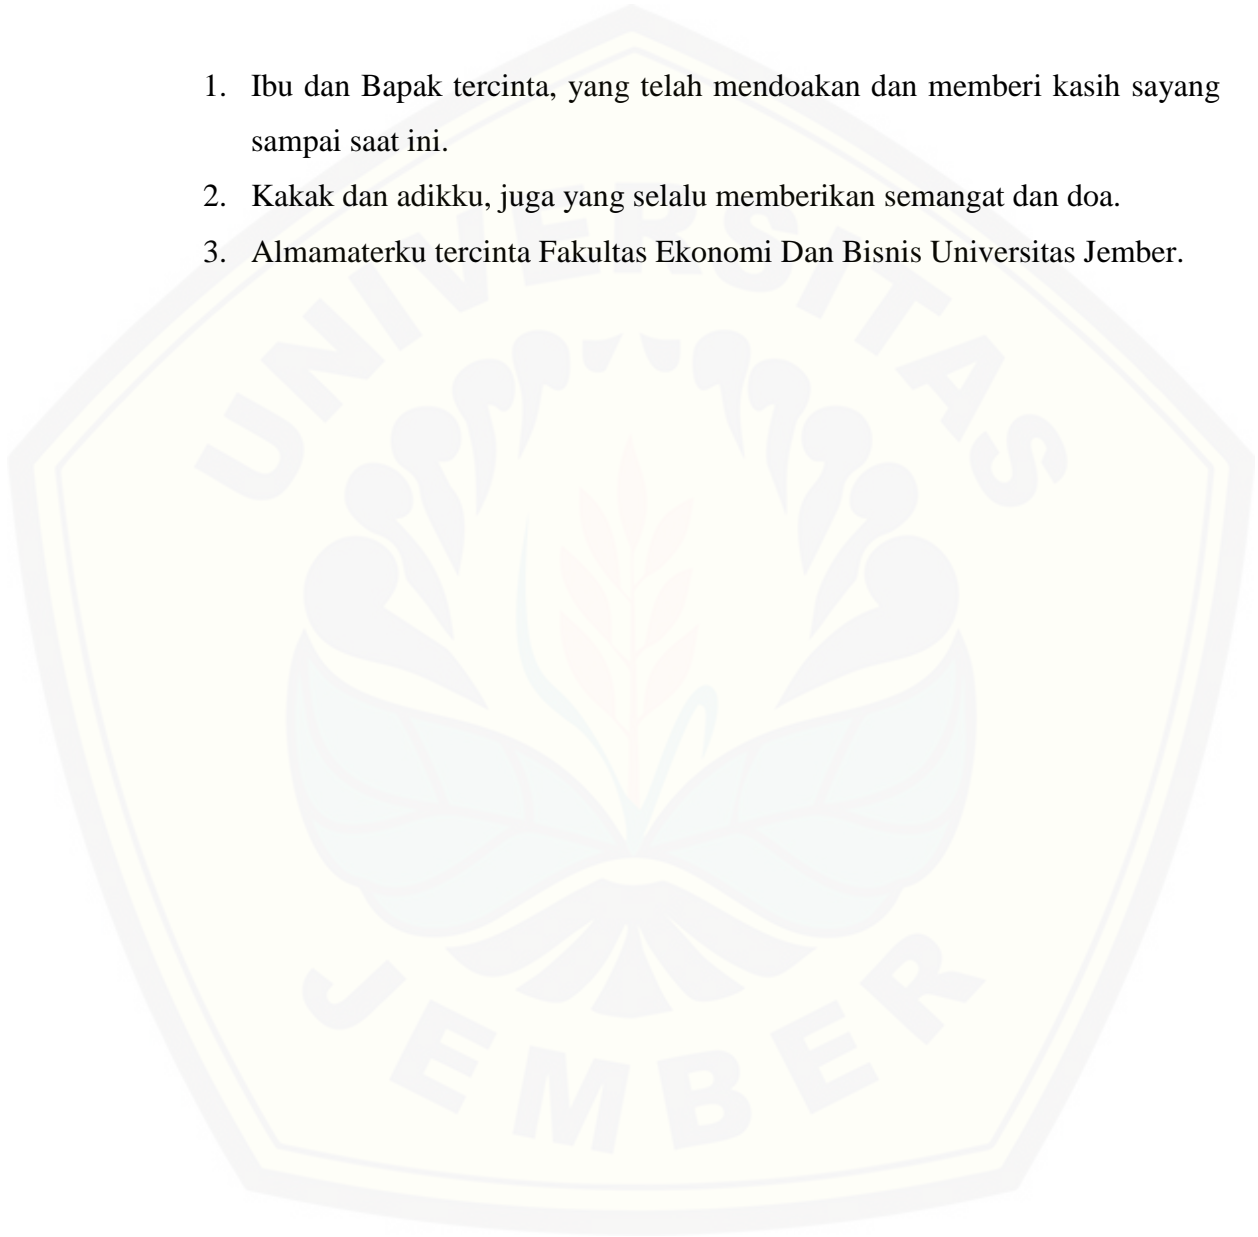 1. Ibu dan Bapak tercinta, yang telah mendoakan dan memberi kasih sayang
sampai saat ini.
2. Kakak dan adikku, juga yang selalu memberikan semangat dan doa.
3. Almamaterku tercinta Fakultas Ekonomi Dan Bisnis Universitas Jember.
UNIVERSITAS
JEMBER